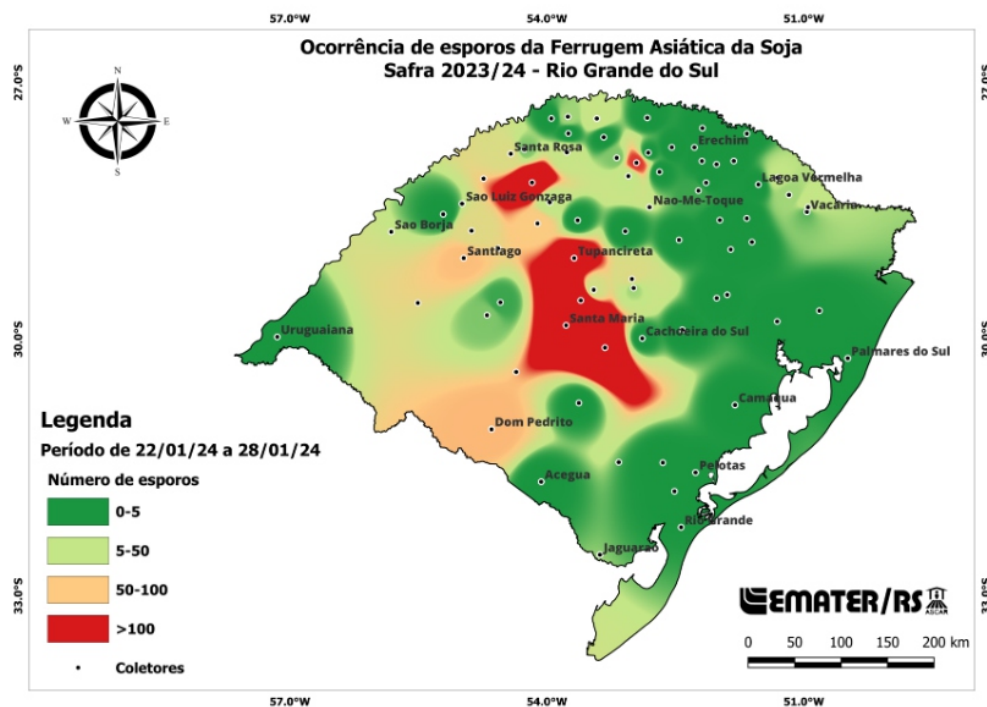 57.0°W 54.0°W 51.0°W
Ocorrência de esporos da Ferrugem Asiática da Soja
Safra 2023/24 - Rio Grande do Sul
27.0°S
27.0°S
N
W E
S
Erechim
Santa Rosa
Lagoa Vermelha
Sao Luiz Gonzaga
Nao-Me-Toque
Vacaria
Sao Borja
Santiago
Tupancireta
Santa Maria
Uruguaiana
Cachoeira do Sul
30.0°S
30.0°S
Palmares do Sul
Camaqua
Dom Pedrito
Pelotas
Acegua
Rio Grande
Jaguarao
Legenda
Período de 22/01/24 a 28/01/24
Número de esporos
0-5
5-50
50-100
>100
Coletores
33.0°S
33.0°S
EMATER/RS
ASCAR
0 50 100 150 200 km
57.0°W 54.0°W 51.0°W